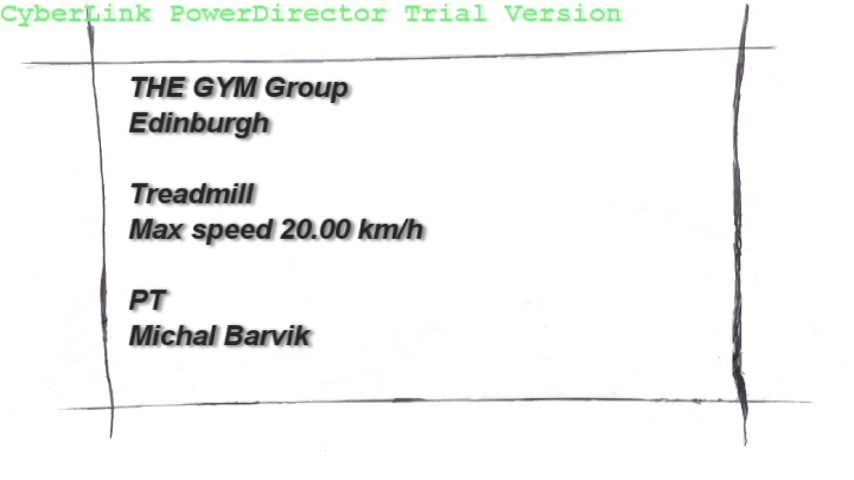 CyberLink PowerDirector Trial Version
THE GYM Group
Edinburgh
Treadmill
Max speed 20.00 km/h
PT
Michal Barvik